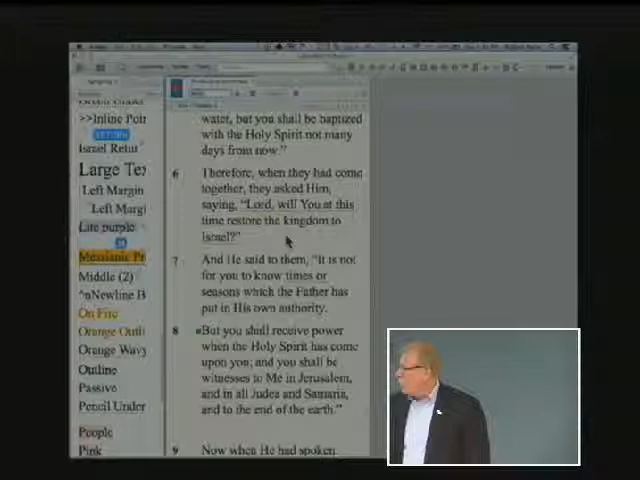 >>Inline Poin
RETURN
Israel Retur
Large Tex
Left Margin
Left Margi
Lite purple
Messianic Pr
Middle (2)
^nNewline B
On Fire
Orange Outli
Orange Wavy
Outline
Passive
Pencil Under
People
Pink
water, but you shall be baptized
with the Holy Spirit not many
days from now.”
6 Therefore, when they had come
together, they asked Him,
saying, “Lord, will You at this
time restore the kingdom to
Israel?”
7 And He said to them, “It is not
for you to know times or
seasons which the Father has
put in His own authority.
8 But you shall receive power
when the Holy Spirit has come
upon you; and you shall be
witnesses to Me in Jerusalem,
and in all Judea and Samaria,
and to the end of the earth.”
9 Now when He had spoken